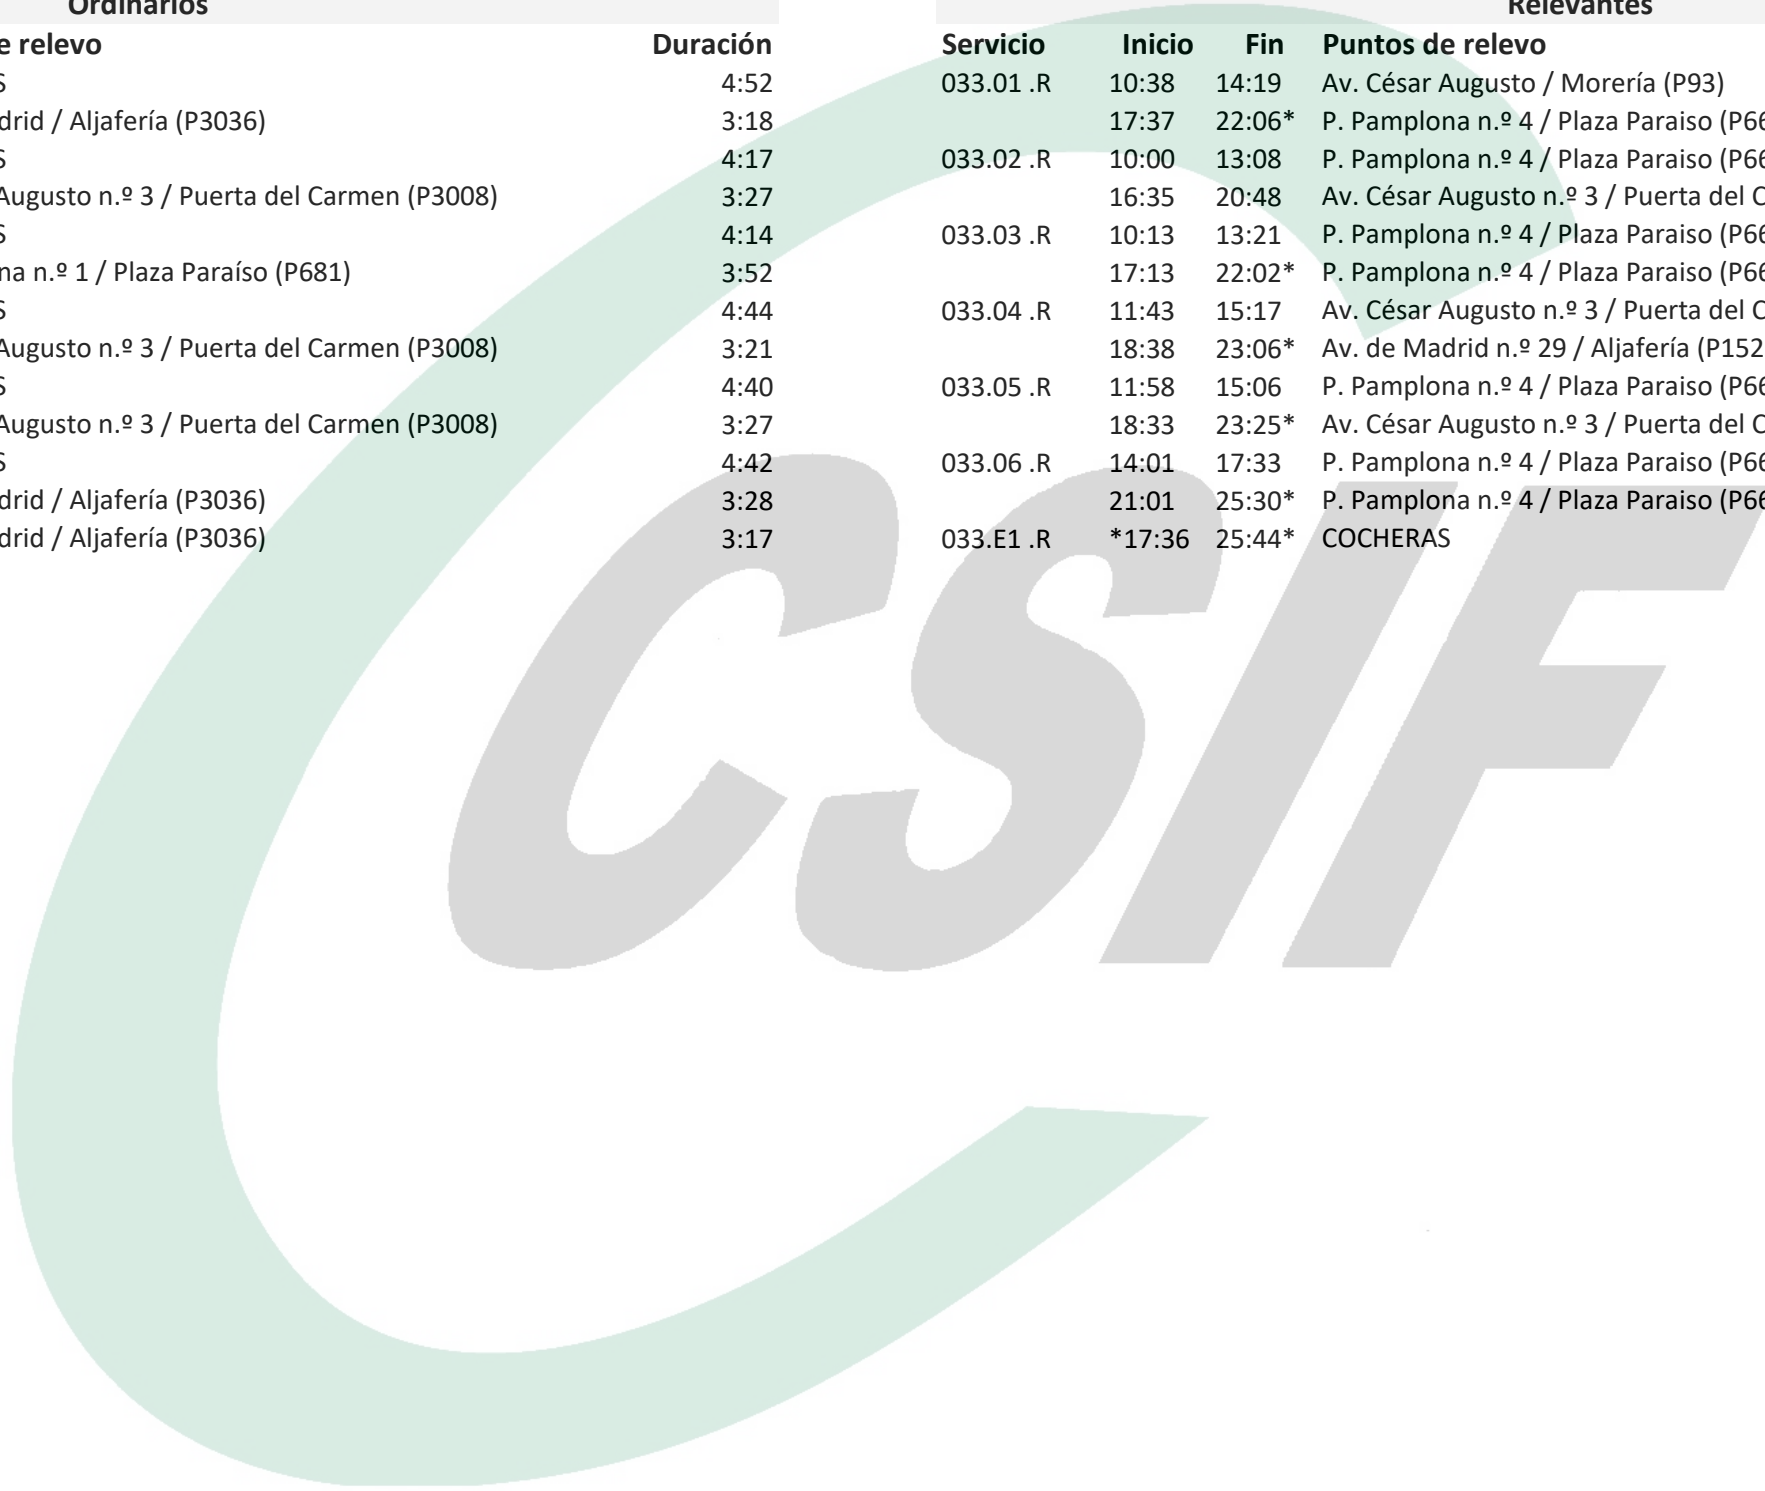 Ordinarios Relevantes
e relevo Duración Servicio Inicio Fin Puntos de relevo
S 4:52 033.01 .R 10:38 14:19 Av. César Augusto / Morería (P93)
drid / Aljafería (P3036) 3:18 17:37 22:06* P. Pamplona n.º 4 / Plaza Paraiso (P66
S 4:17 033.02 .R 10:00 13:08 P. Pamplona n.º 4 / Plaza Paraiso (P66
Augusto n.º 3 / Puerta del Carmen (P3008) 3:27 16:35 20:48 Av. César Augusto n.º 3 / Puerta del C
S 4:14 033.03 .R 10:13 13:21 P. Pamplona n.º 4 / Plaza Paraiso (P66
na n.º 1 / Plaza Paraíso (P681) 3:52 17:13 22:02* P. Pamplona n.º 4 / Plaza Paraiso (P66
S 4:44 033.04 .R 11:43 15:17 Av. César Augusto n.º 3 / Puerta del C
Augusto n.º 3 / Puerta del Carmen (P3008) 3:21 18:38 23:06* Av. de Madrid n.º 29 / Aljafería (P152
S 4:40 033.05 .R 11:58 15:06 P. Pamplona n.º 4 / Plaza Paraiso (P66
Augusto n.º 3 / Puerta del Carmen (P3008) 3:27 18:33 23:25* Av. César Augusto n.º 3 / Puerta del C
S 4:42 033.06 .R 14:01 17:33 P. Pamplona n.º 4 / Plaza Paraiso (P66
drid / Aljafería (P3036) 3:28 21:01 25:30* P. Pamplona n.º 4 / Plaza Paraiso (P66
drid / Aljafería (P3036) 3:17 033.E1 .R *17:36 25:44* COCHERAS
CSIF